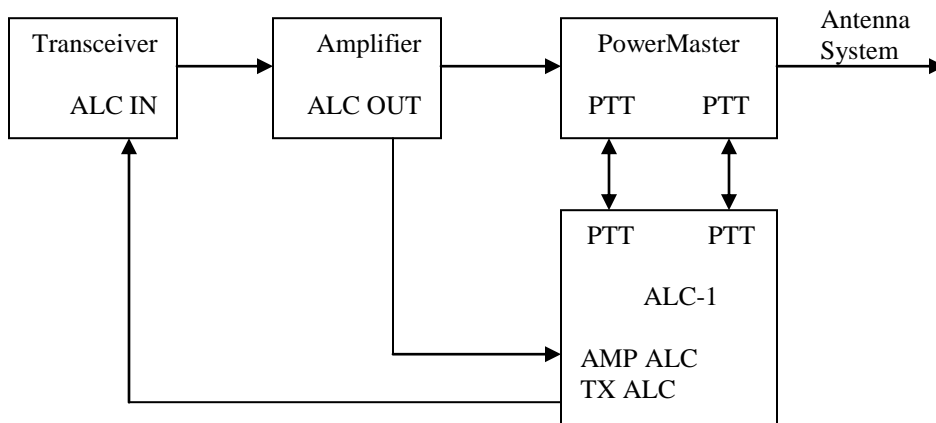 Transceiver
ALC IN
Amplifier
ALC OUT
PowerMaster
PTT PTT
Antenna
System
PTT PTT
ALC-1
AMP ALC
TX ALC